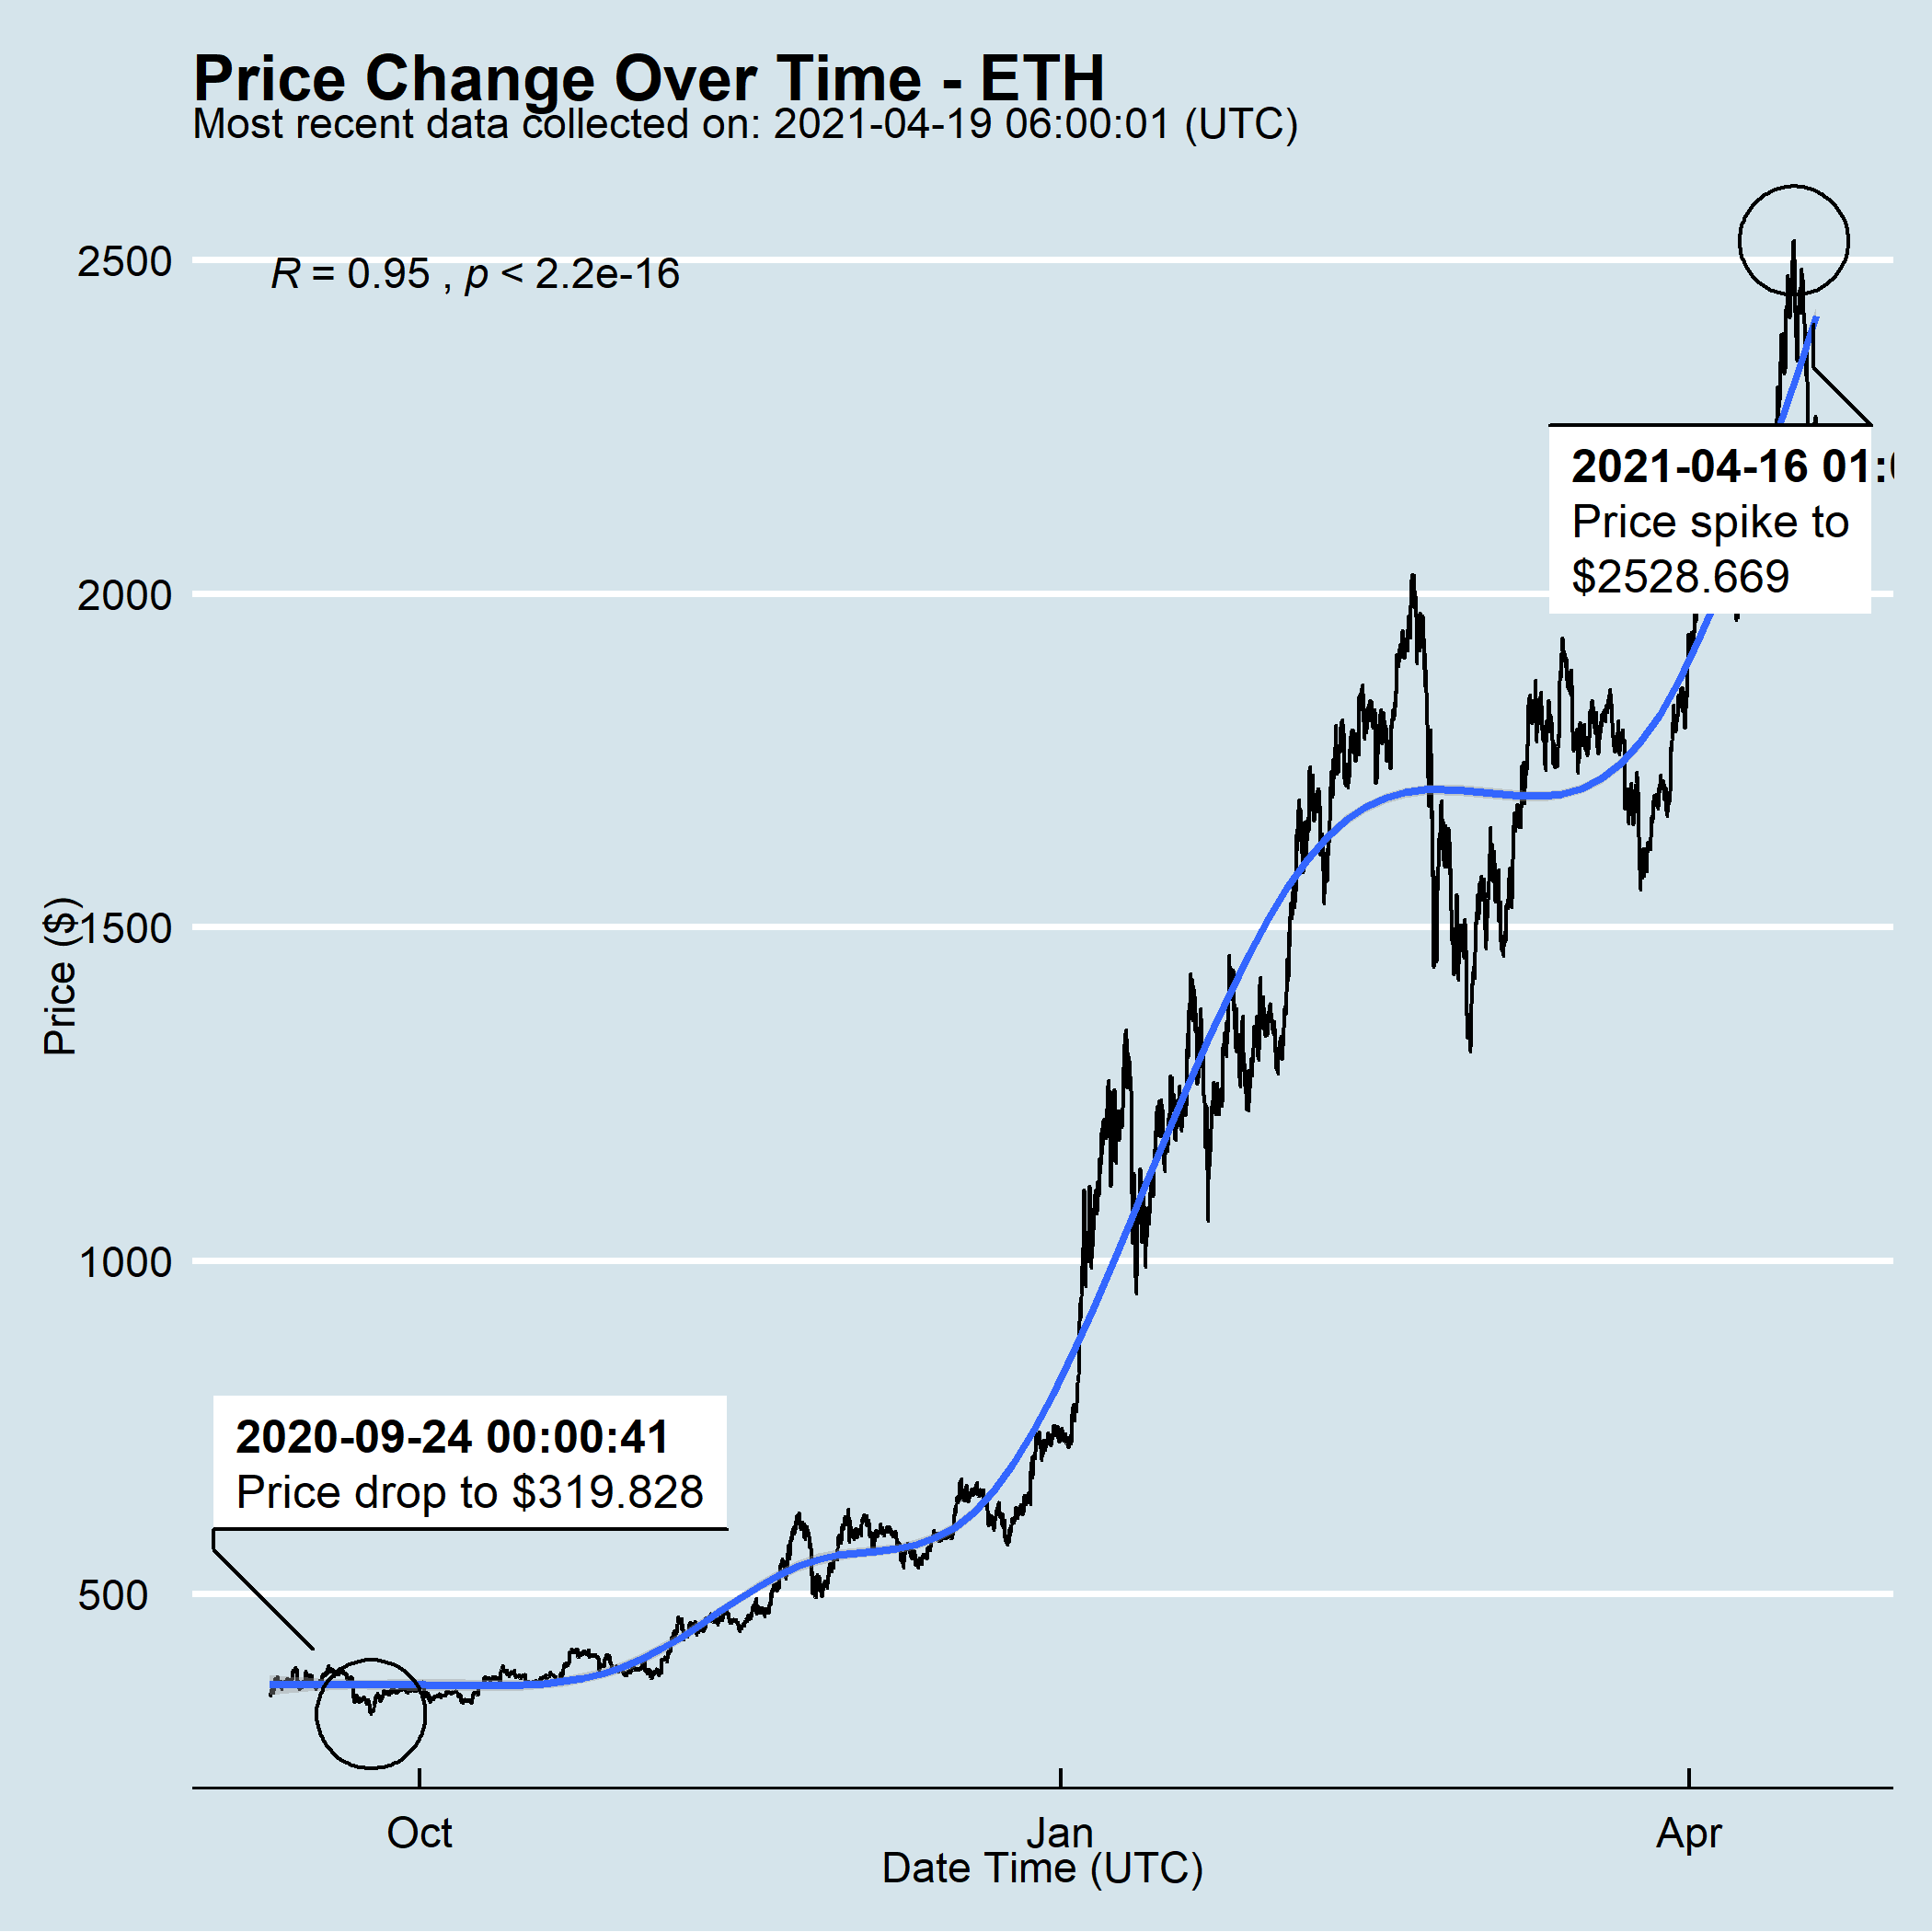 Price Change Over Time - ETH
Most recent data collected on: 2021-04-19 06:00:01 (UTC)
2500
R = 0.95 , p < 2.2e-16
2021-04-16 01:
Price spike to
$2528.669
2000
1500
Price ($)
1000
2020-09-24 00:00:41
Price drop to $319.828
500
Oct
Jan
Apr
Date Time (UTC)